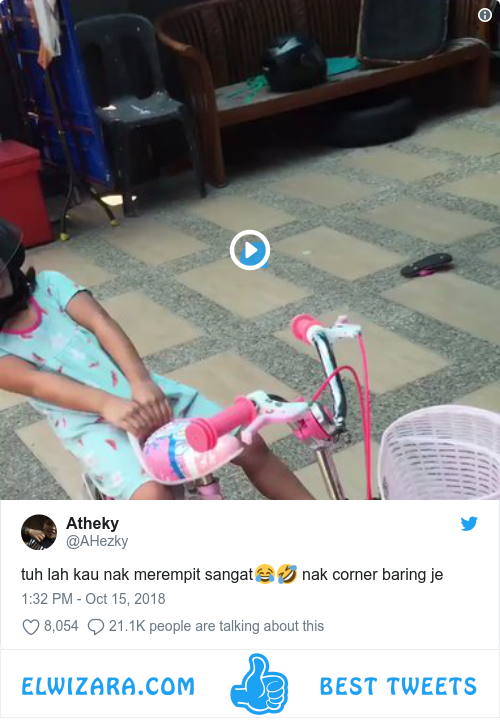 Atheky
@AHezky
tuh lah kau nak merempit sangat😂🤣 nak corner baring je
1:32 PM - Oct 15, 2018
8,054 21.1K people are talking about this
ELWIZARA.COM BEST TWEETS